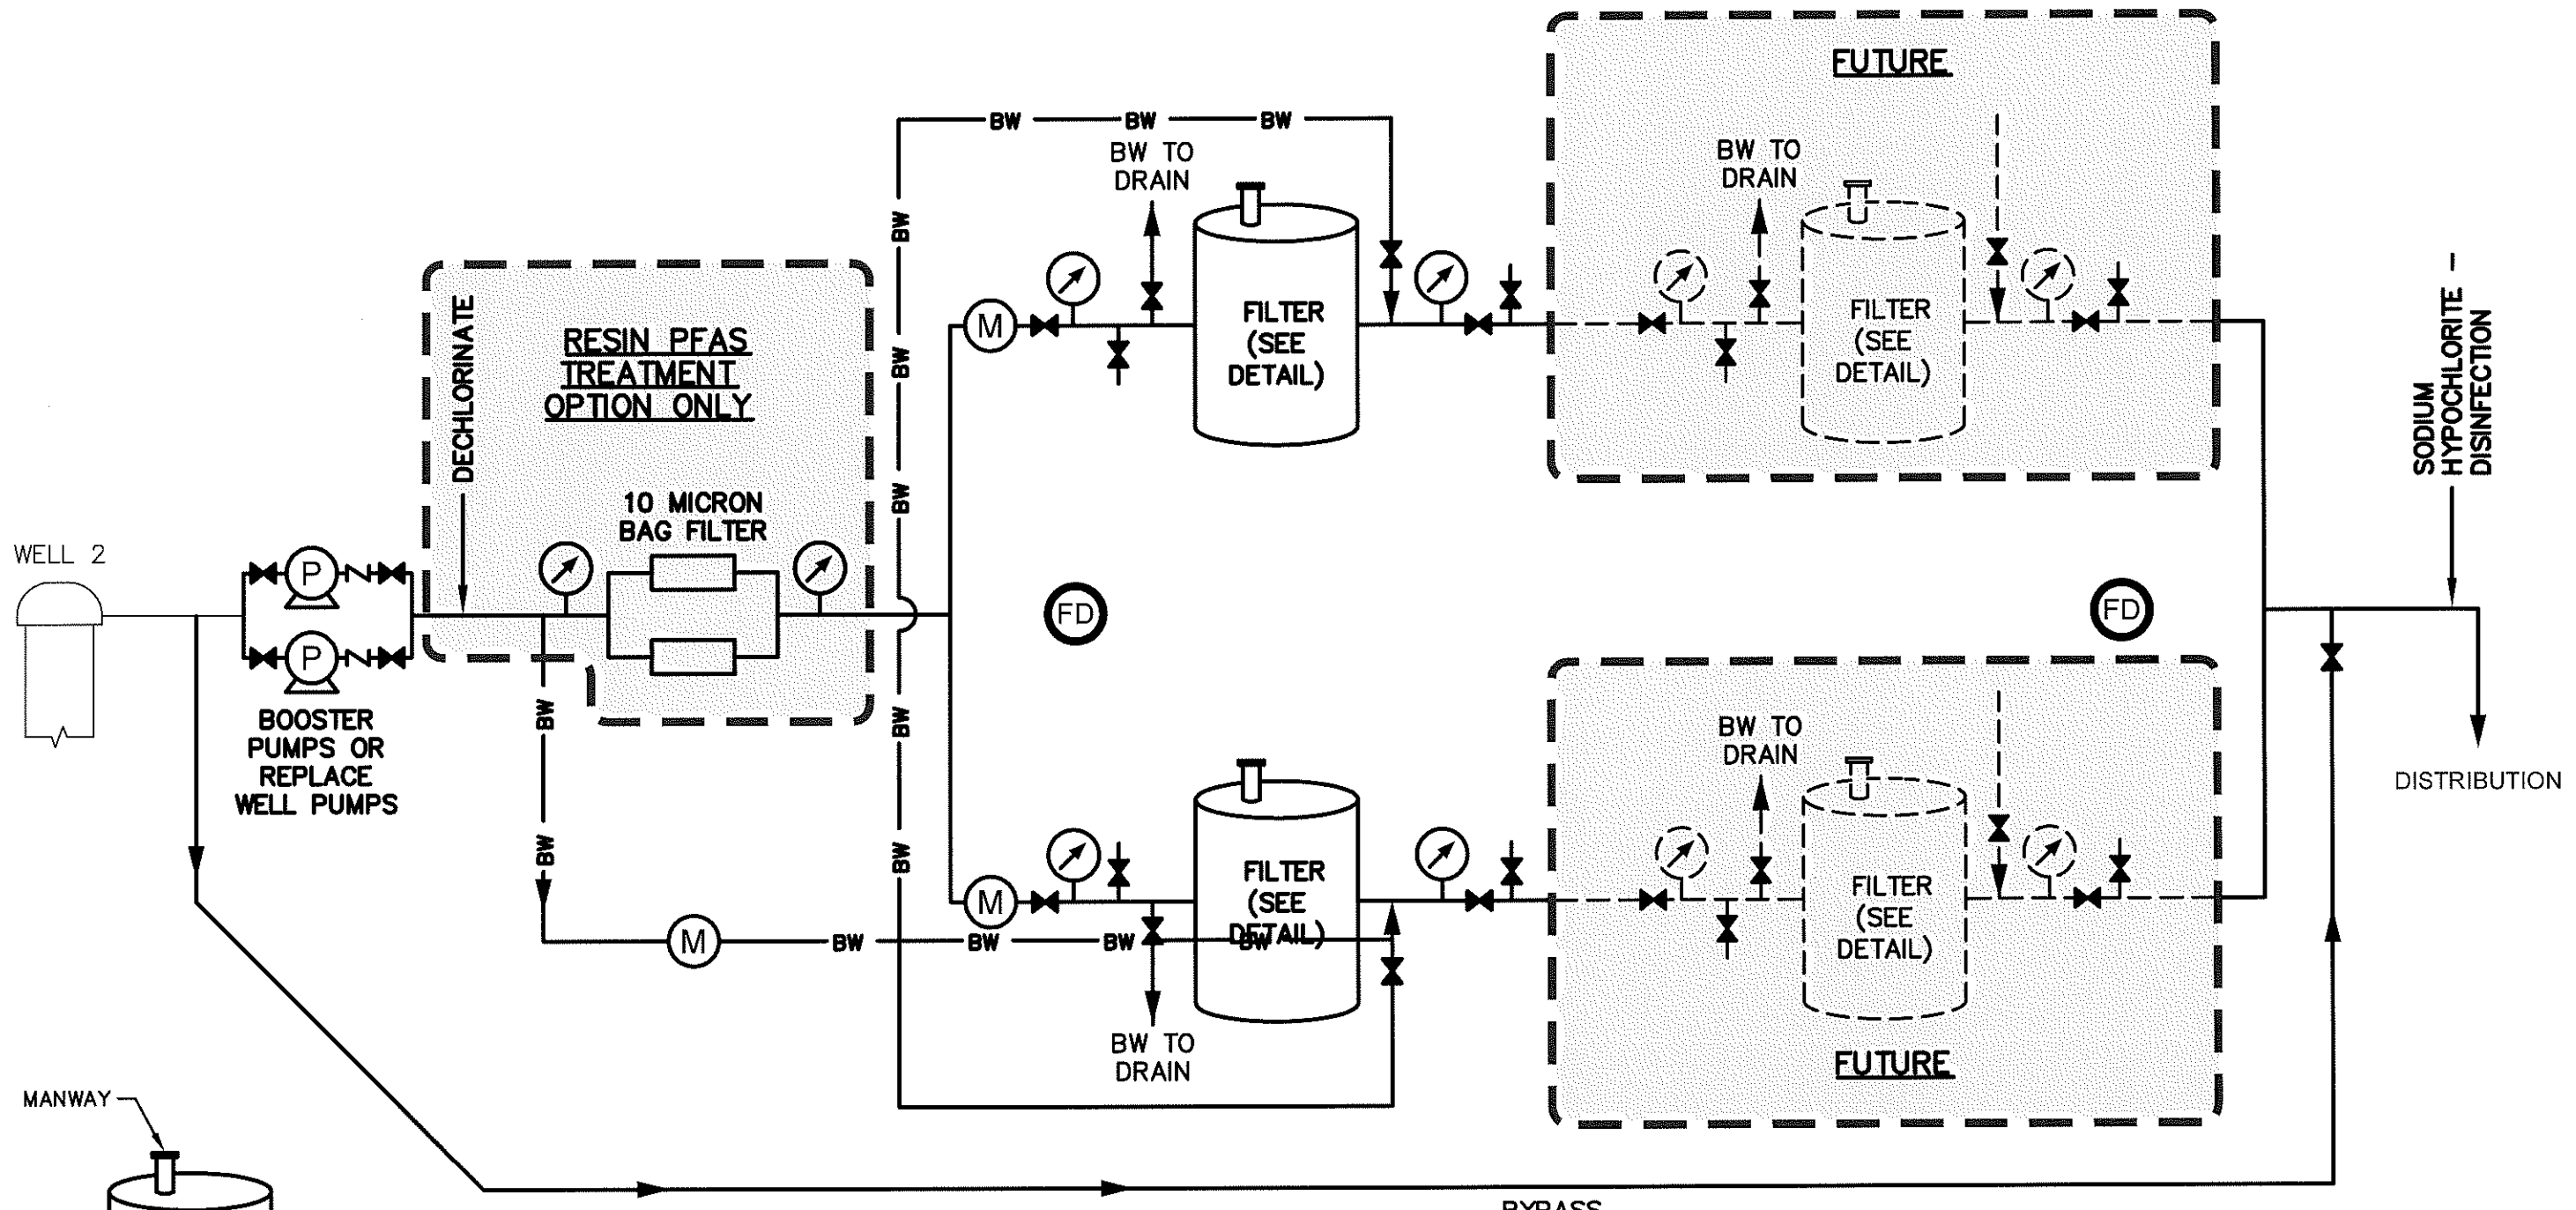 FUTURE
BW BW BW
BW TO
DRAIN
BW TO
DRAIN
BW
DECHLORINATE
RESIN PFAS
TREATMENT
OPTION ONLY
M
FILTER
(SEE
DETAIL)
FILTER
(SEE
DETAIL)
BW
SODIUM
HYPOCHLORITE
DISINFECTION
BW
10 MICRON
BAG FILTER
WELL 2
P
P
FD
FD
BOOSTER
PUMPS OR
REPLACE
WELL PUMPS
BW
BW
BW TO
DRAIN
DISTRIBUTION
BW
BW
M
FILTER
(SEE
DETAIL)
FILTER
(SEE
DETAIL)
M
BW BW BW BW
BW TO
DRAIN
FUTURE
MANWAY
BYPASS